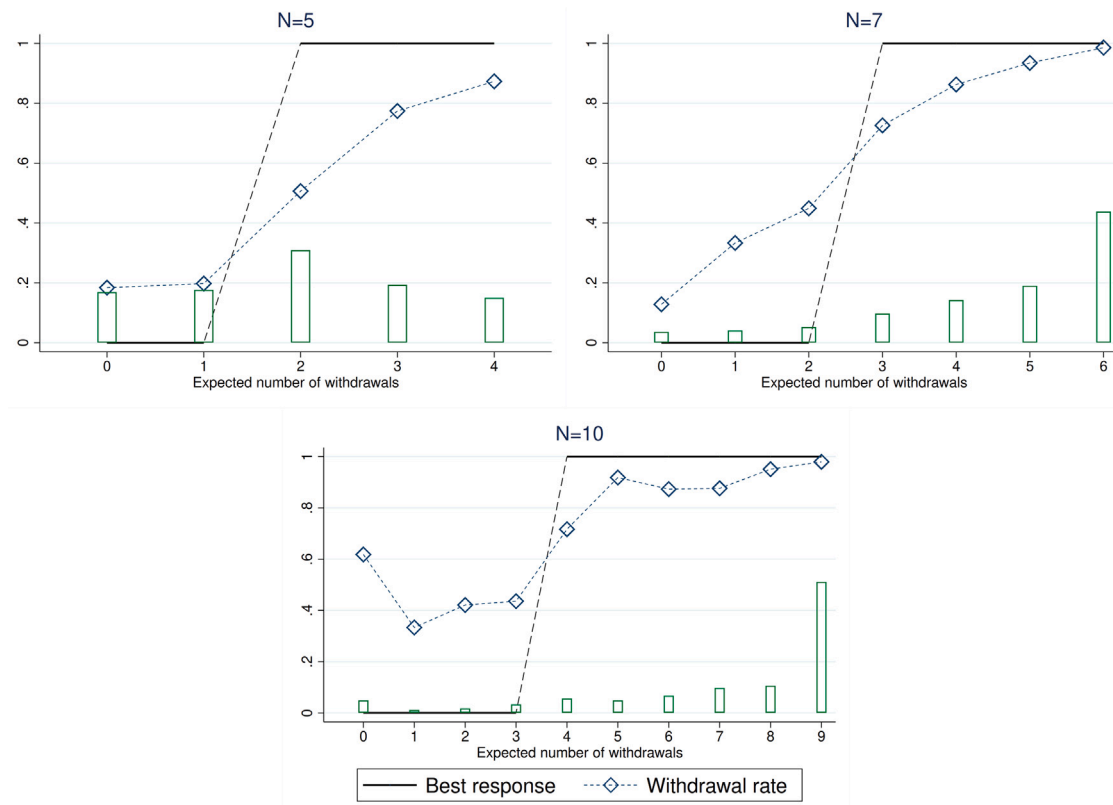 N=5
1
.8
.6
.4
.2
0
0 1 2 3 4
Expected number of withdrawals
N=7
1
.8
.6
.4
.2
0
0 1 2 3 4 5 6
Expected number of withdrawals
N=10
1
.8
.6
.4
.2
0
0 1 2 3 4 5 6 7 8 9
Expected number of withdrawals
Best response Withdrawal rate